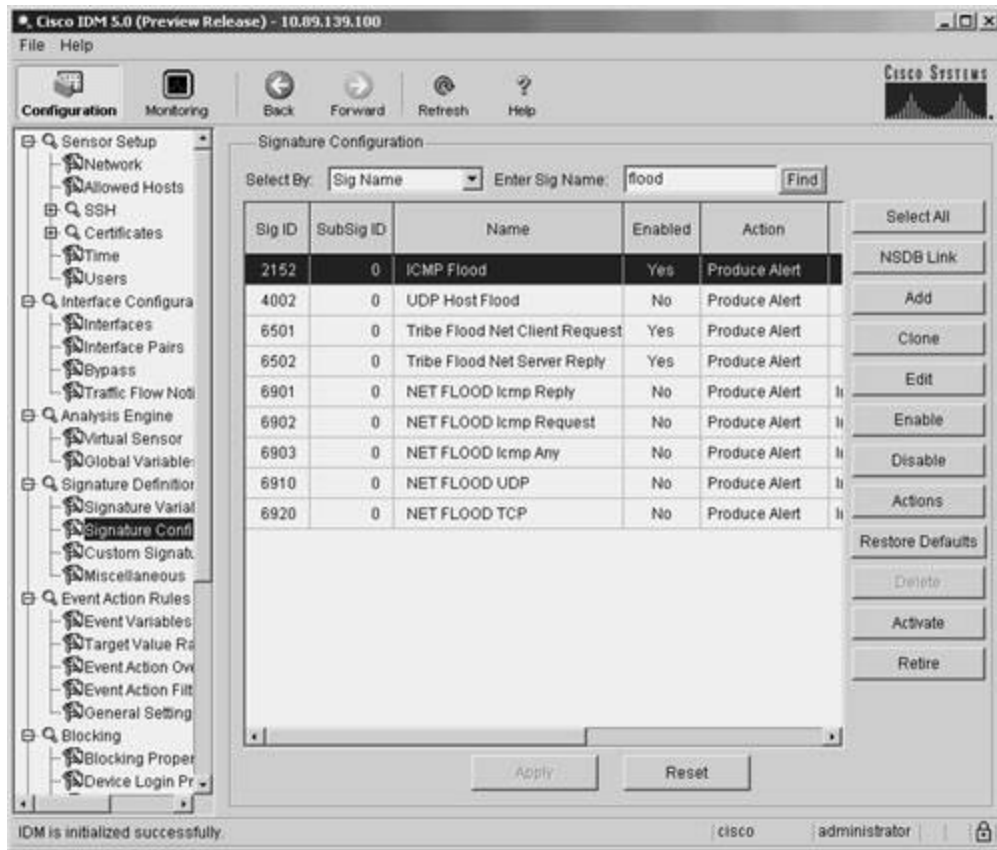 Cisco IDM 5.0 (Preview Release) - 10.89.139.100
File Help
Configuration Monitoring Back Forward Refresh Help
CISCO SYSTEMS
Sensor Setup
Network
Allowed Hosts
SSH
Certificates
Time
Users
Interface Configura
Interfaces
Interface Pairs
Bypass
Traffic Flow Noti
Analysis Engine
Virtual Sensor
Global Variable
Signature Definition
Signature Varial
Signature Confi
Custom Signatu
Miscellaneous
Event Action Rules
Event Variables
Target Value Ra
Event Action Ove
Event Action Filt
General Setting
Blocking
Blocking Proper
Device Login Pr
Signature Configuration
Select By: Sig Name Enter Sig Name: flood Find
Sig ID SubSig ID Name Enabled Action
2152 0 ICMP Flood Yes Produce Alert
4002 0 UDP Host Flood No Produce Alert
6501 0 Tribe Flood Net Client Request Yes Produce Alert
6502 0 Tribe Flood Net Server Reply Yes Produce Alert
6901 0 NET FLOOD Icmp Reply No Produce Alert
6902 0 NET FLOOD Icmp Request No Produce Alert
6903 0 NET FLOOD Icmp Any No Produce Alert
6910 0 NET FLOOD UDP No Produce Alert
6920 0 NET FLOOD TCP No Produce Alert
Select All
NSDB Link
Add
Clone
Edit
Enable
Disable
Actions
Restore Defaults
Delete
Activate
Retire
Apply Reset
IDM is initialized successfully. cisco administrator